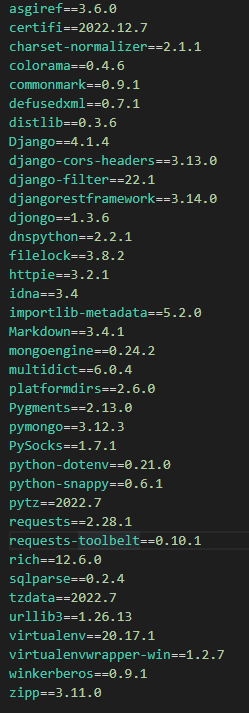 asgiref==3.6.0
certifi==2022.12.7
charset-normalizer==2.1.1
colorama==0.4.6
commonmark==0.9.1
defusedxml==0.7.1
distlib==0.3.6
Django==4.1.4
django-cors-headers==3.13.0
django-filter==22.1
djangorestframework==3.14.0
djongo==1.3.6
dnspython==2.2.1
filelock==3.8.2
httpie==3.2.1
idna==3.4
importlib-metadata==5.2.0
Markdown==3.4.1
mongoengine==0.24.2
multidict==6.0.4
platformdirs==2.6.0
Pygments==2.13.0
pymongo==3.12.3
PySocks==1.7.1
python-dotenv==0.21.0
python-snappy==0.6.1
pytz==2022.7
requests==2.28.1
requests-toolbelt==0.10.1
rich==12.6.0
sqlparse==0.2.4
tzdata==2022.7
urllib3==1.26.13
virtualenv==20.17.1
virtualenvwrapper-win==1.2.7
winkerberos==0.9.1
zipp==3.11.0